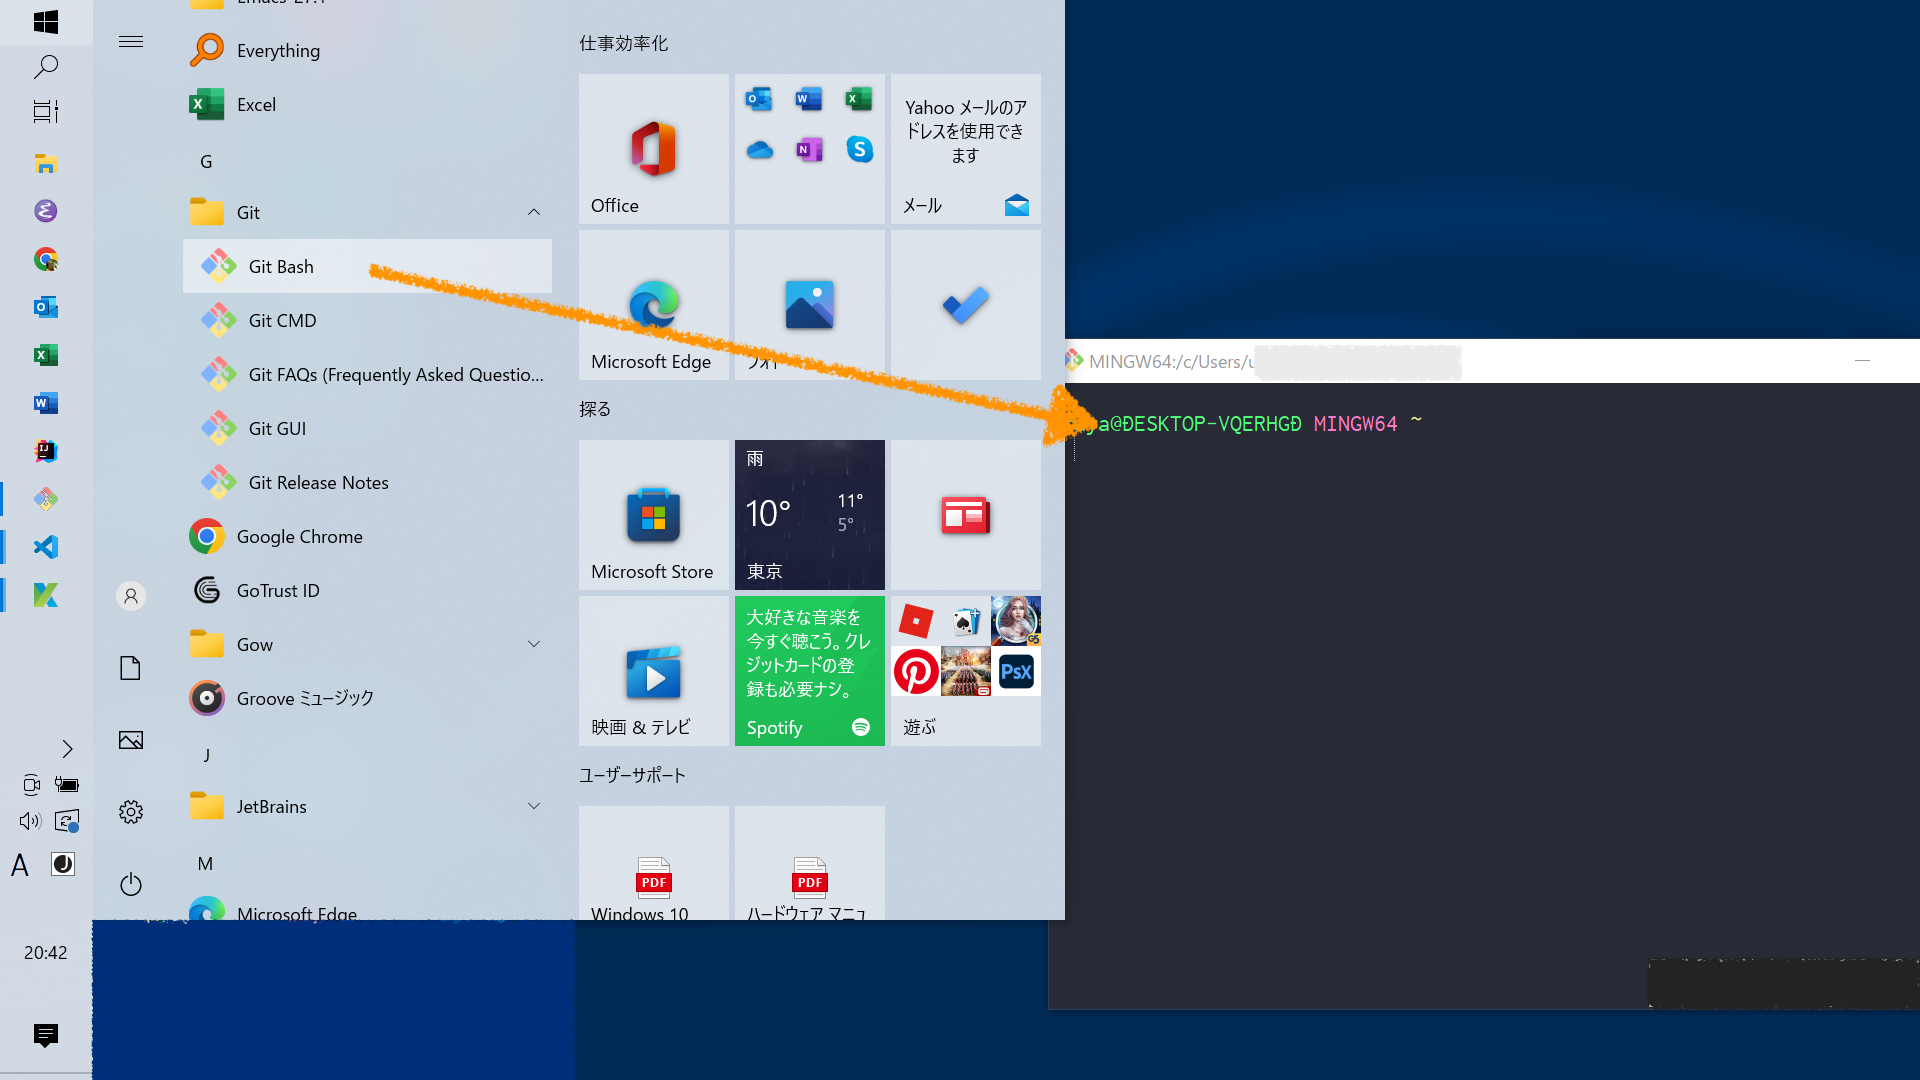 Everything
Excel
G
Git
Git Bash
Git CMD
Git FAQs (Frequently Asked Questio...
Git GUI
Git Release Notes
Google Chrome
GoTrust ID
Gow
Groove ミュージック
J
JetBrains
M
Microsoft Edge
A
20:42
仕事効率化
Office
Yahoo メールのア
ドレスを使用でき
ます
メール
Microsoft Edge
探る
Microsoft Store
雨
10°
11°
5°
東京
映画 & テレビ
大好きな音楽を
今すぐ聴こう。クレ
ジットカードの登
録も必要ナシ。
Spotify
PsX
遊ぶ
ユーザーサポート
PDF
Windows 10
PDF
ハードウェア マニュ
MINGW64:/c/Users/u
@DESKTOP-VQERHGD MINGW64 ~